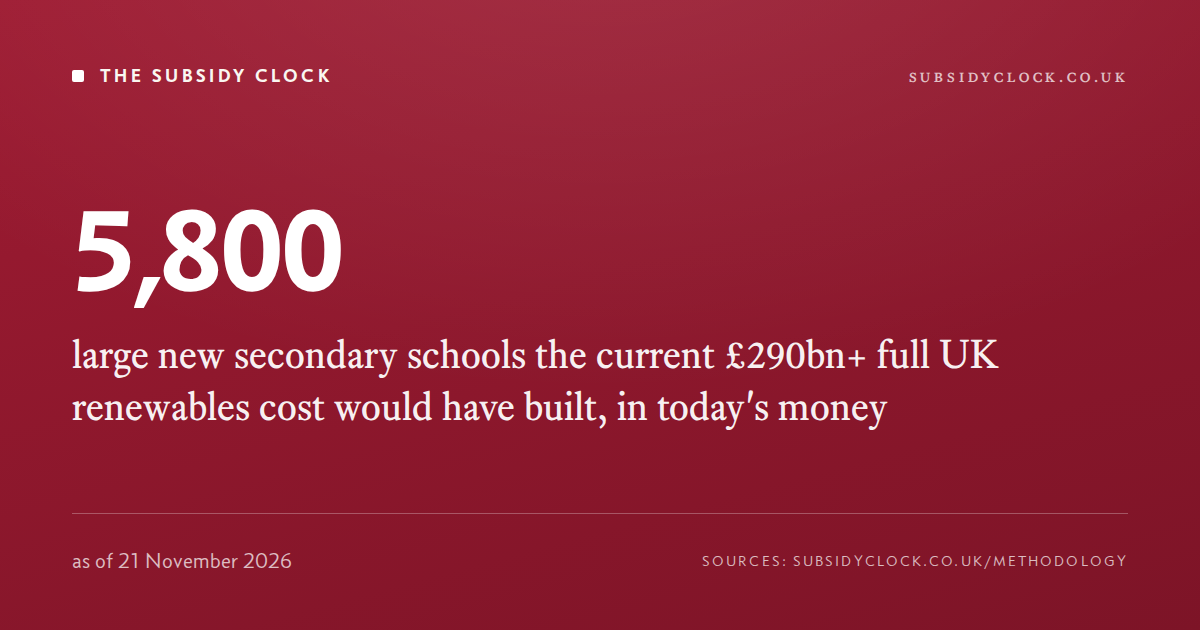 THE SUBSIDY CLOCK
SUBSIDYCLOCK.CO.UK
5,800
large new secondary schools the current £290bn+ full UK
renewables cost would have built, in today's money
as of 21 November 2026
SOURCES: SUBSIDYCLOCK.CO.UK/METHODOLOGY